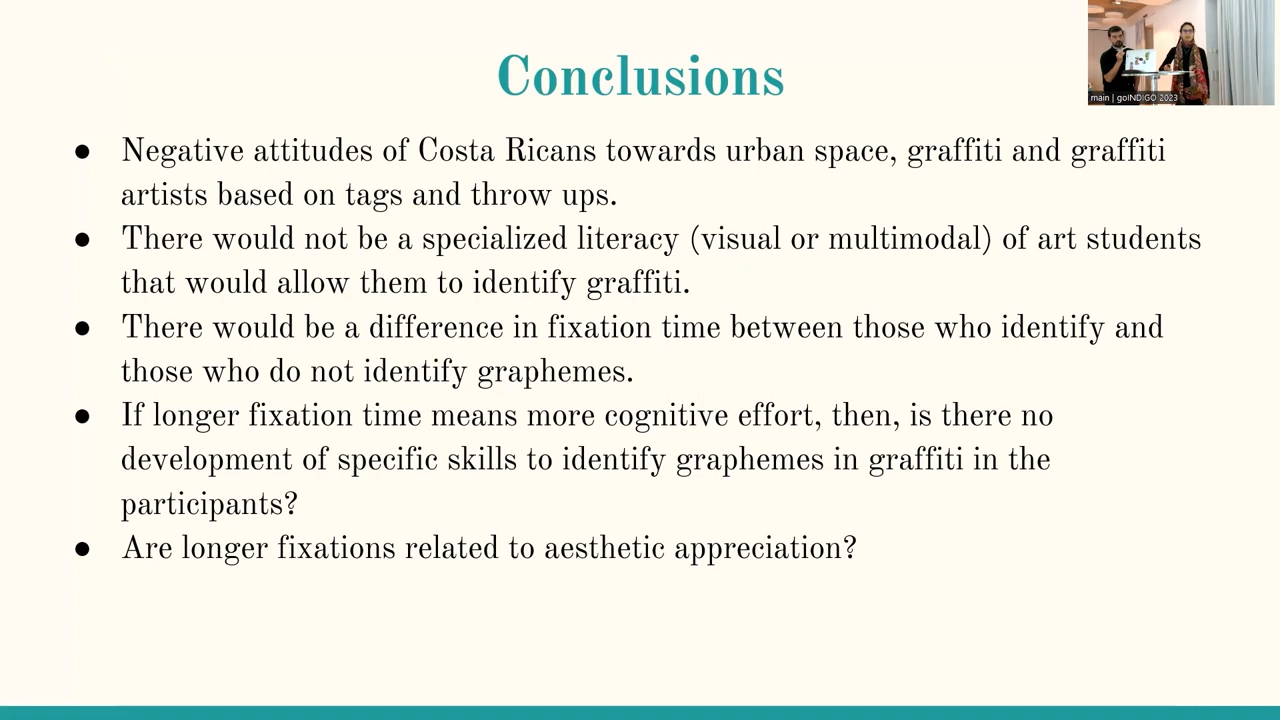 Conclusions
main | goINDIGO 2023
● Negative attitudes of Costa Ricans towards urban space, graffiti and graffiti
artists based on tags and throw ups.
● There would not be a specialized literacy (visual or multimodal) of art students
that would allow them to identify graffiti.
● There would be a difference in fixation time between those who identify and
those who do not identify graphemes.
● If longer fixation time means more cognitive effort, then, is there no
development of specific skills to identify graphemes in graffiti in the
participants?
● Are longer fixations related to aesthetic appreciation?